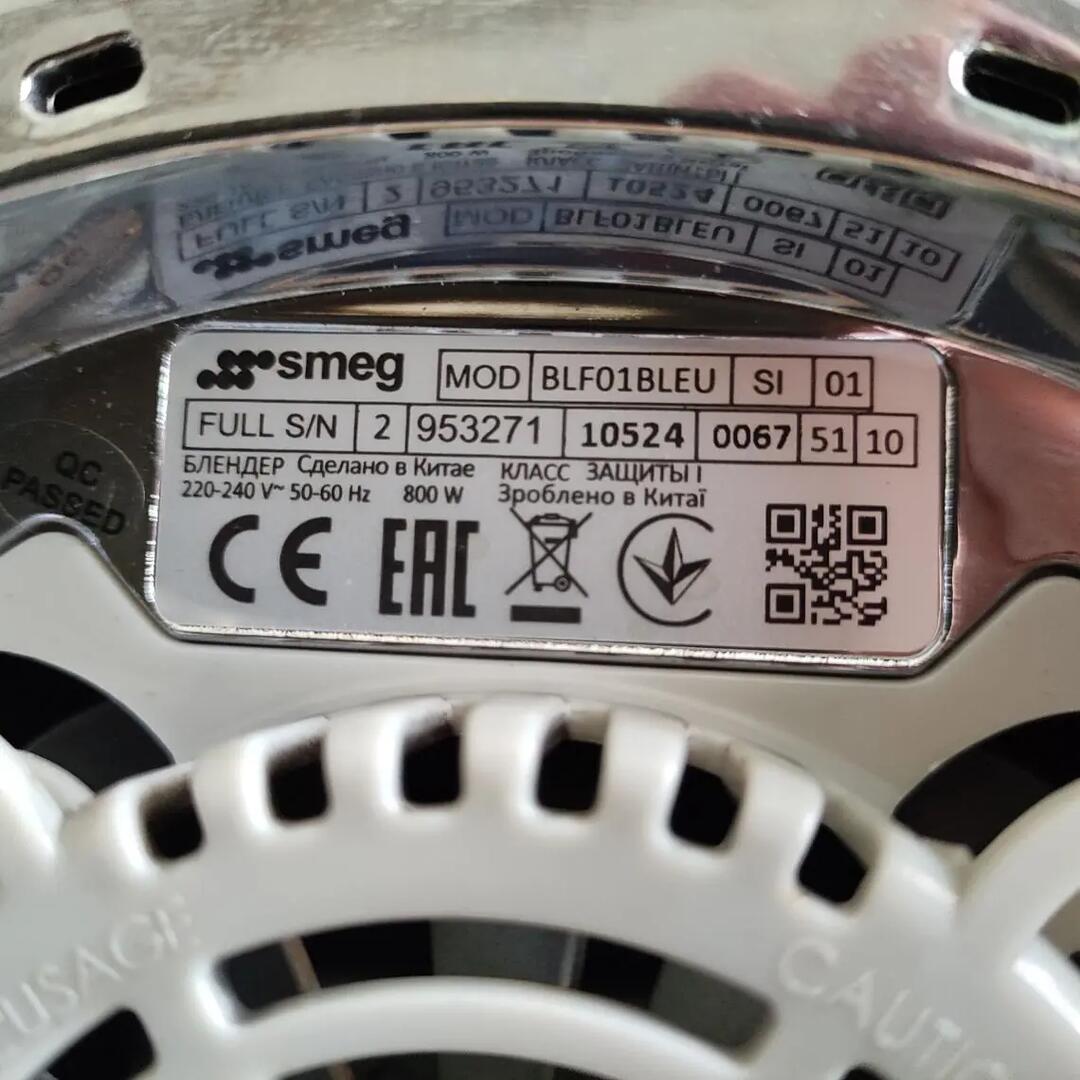 smeg MOD BLF01BLEU SI 01
FULL S/N 2 953271 10524 0067 51 10
БЛЕНДЕР Сделано в Китае КЛАСС ЗАЩИТЫ I
220-240 V~ 50-60 Hz 800 W Зроблено в Китаї
CE EAC
QC
PASSED
USAGE
CAUTIO